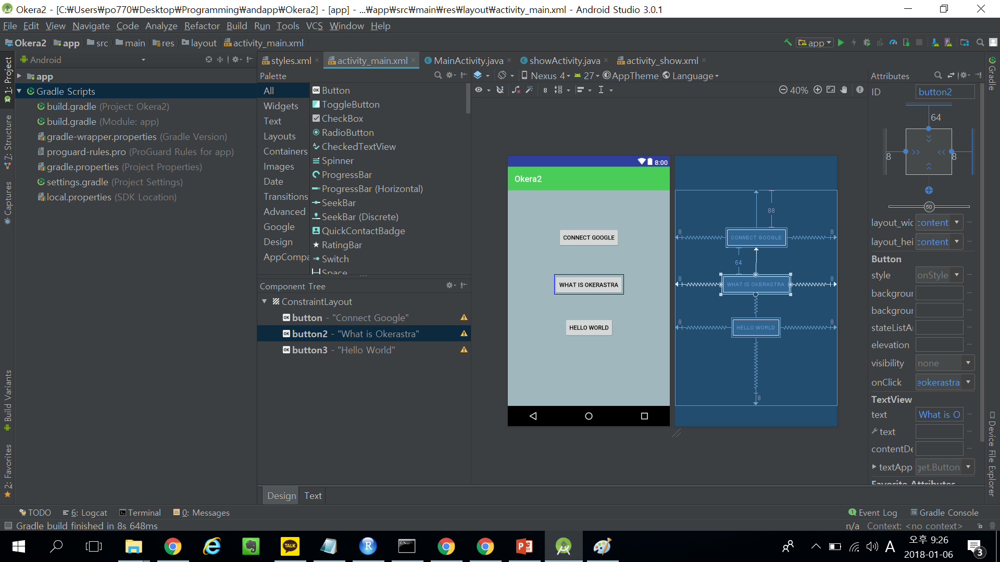 Okera2 - [C:₩Users₩po770₩Desktop₩Programming₩andapp₩Okera2] - [app] - ...₩app₩src₩main₩res₩layout₩activity_main.xml - Android Studio 3.0.1
File Edit View Navigate Code Analyze Refactor Build Run Tools VCS Window Help
Okera2 app src main res layout activity_main.xml
app
1: Project
7: Structure
Captures
Build Variants
2: Favorites
Android
app
Gradle Scripts
build.gradle (Project: Okera2)
build.gradle (Module: app)
gradle-wrapper.properties (Gradle Version)
proguard-rules.pro (ProGuard Rules for app)
gradle.properties (Project Properties)
settings.gradle (Project Settings)
local.properties (SDK Location)
styles.xml activity_main.xml MainActivity.java showActivity.java activity_show.xml
Palette
All
Widgets
Text
Layouts
Containers
Images
Date
Transitions
Advanced
Google
Design
AppCompa
OK Button
ToggleButton
CheckBox
RadioButton
CheckedTextView
Spinner
ProgressBar
ProgressBar (Horizontal)
SeekBar
SeekBar (Discrete)
QuickContactBadge
RatingBar
Switch
Space
Component Tree
ConstraintLayout
OK button - "Connect Google"
OK button2 - "What is Okerastra"
OK button3 - "Hello World"
Nexus 4 27 AppTheme Language
8 40%
8:00
Okera2
CONNECT GOOGLE
WHAT IS OKERASTRA
HELLO WORLD
88
8 CONNECT GOOGLE 8
64
8 WHAT IS OKERASTRA 8
8 HELLO WORLD 8
8
Design Text
Attributes
ID button2
64
8 8
50
layout_wid content
layout_hei content
Button
style onStyle
backgroun
backgroun
stateListAn
elevation
visibility none
onClick eokerastra
TextView
text What is O
text
contentDe
textApp get.Button
Favorite Attributes
Gradle
Device File Explorer
TODO 6: Logcat Terminal 0: Messages
1 Event Log Gradle Console
Gradle build finished in 8s 648ms
n/a Context: <no context>
TALK
R
C:\
P
A
오후 9:26
2018-01-06
3